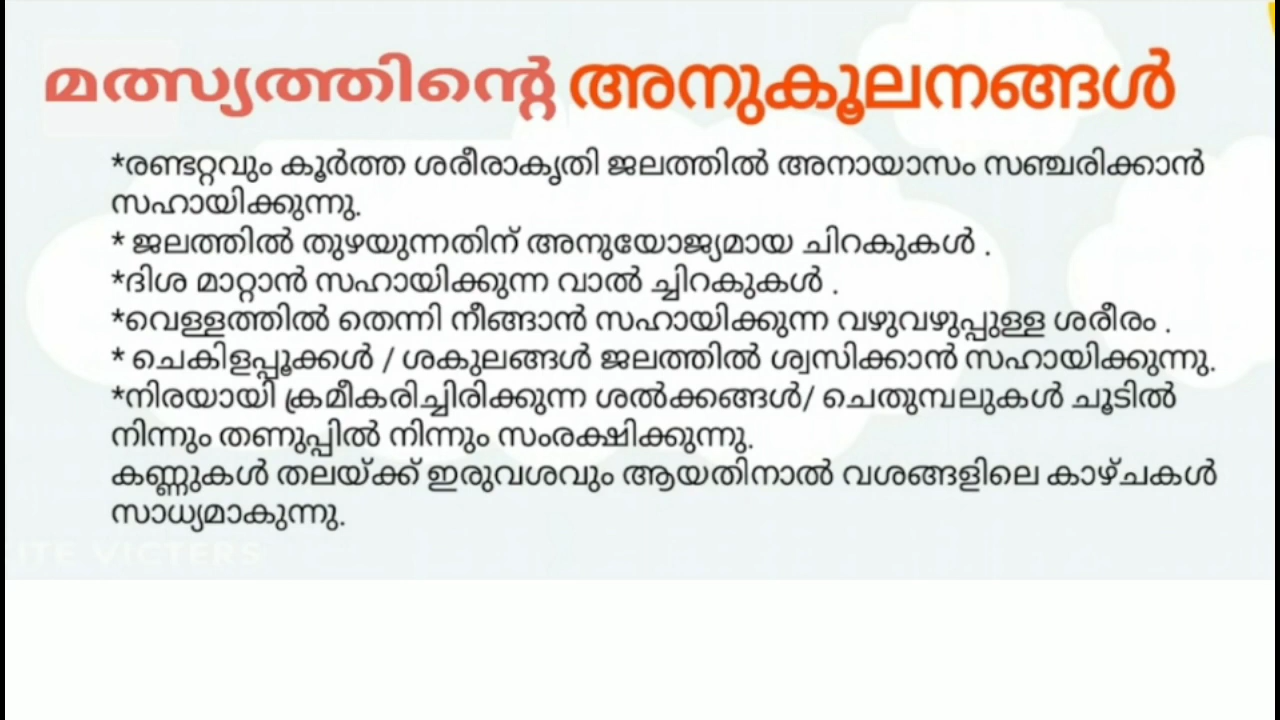 മത്സ്യത്തിന്റെ അനുകൂലനങ്ങൾ
*രണ്ടറ്റവും കൂർത്ത ശരീരാകൃതി ജലത്തിൽ അനായാസം സഞ്ചരിക്കാൻ
സഹായിക്കുന്നു.
* ജലത്തിൽ തുഴയുന്നതിന് അനുയോജ്യമായ ചിറകുകൾ .
*ദിശ മാറ്റാൻ സഹായിക്കുന്ന വാൽ ച്ചിറകുകൾ .
*വെള്ളത്തിൽ തെന്നി നീങ്ങാൻ സഹായിക്കുന്ന വഴുവഴുപ്പുള്ള ശരീരം .
* ചെകിളപ്പൂക്കൾ / ശകുലങ്ങൾ ജലത്തിൽ ശ്വസിക്കാൻ സഹായിക്കുന്നു.
*നിരയായി ക്രമീകരിച്ചിരിക്കുന്ന ശൽക്കങ്ങൾ/ ചെതുമ്പലുകൾ ചൂടിൽ
നിന്നും തണുപ്പിൽ നിന്നും സംരക്ഷിക്കുന്നു.
കണ്ണുകൾ തലയ്ക്ക് ഇരുവശവും ആയതിനാൽ വശങ്ങളിലെ കാഴ്ചകൾ
സാധ്യമാകുന്നു.
ITE VICTERS